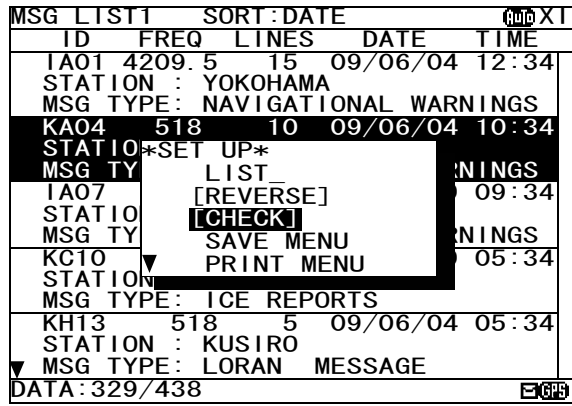 MSG LIST1 SORT:DATE AUTO XT
ID FREQ LINES DATE TIME
IA01 4209.5 15 09/06/04 12:34
STATION : YOKOHAMA
MSG TYPE: NAVIGATIONAL WARNINGS
KA04 518 10 09/06/04 10:34
STATIO
MSG TY NINGS
IA07 09:34
STATIO
MSG TY NINGS
KC10 05:34
STATION
MSG TYPE: ICE REPORTS
KH13 518 5 09/06/04 05:34
STATION : KUSIRO
MSG TYPE: LORAN MESSAGE
DATA:329/438 GPS
*SET UP*
LIST_
[REVERSE]
[CHECK]
SAVE MENU
PRINT MENU